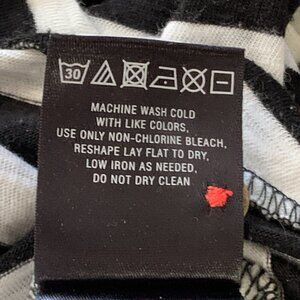 30
MACHINE WASH COLD
WITH LIKE COLORS,
USE ONLY NON-CHLORINE BLEACH,
RESHAPE LAY FLAT TO DRY,
LOW IRON AS NEEDED,
DO NOT DRY CLEAN